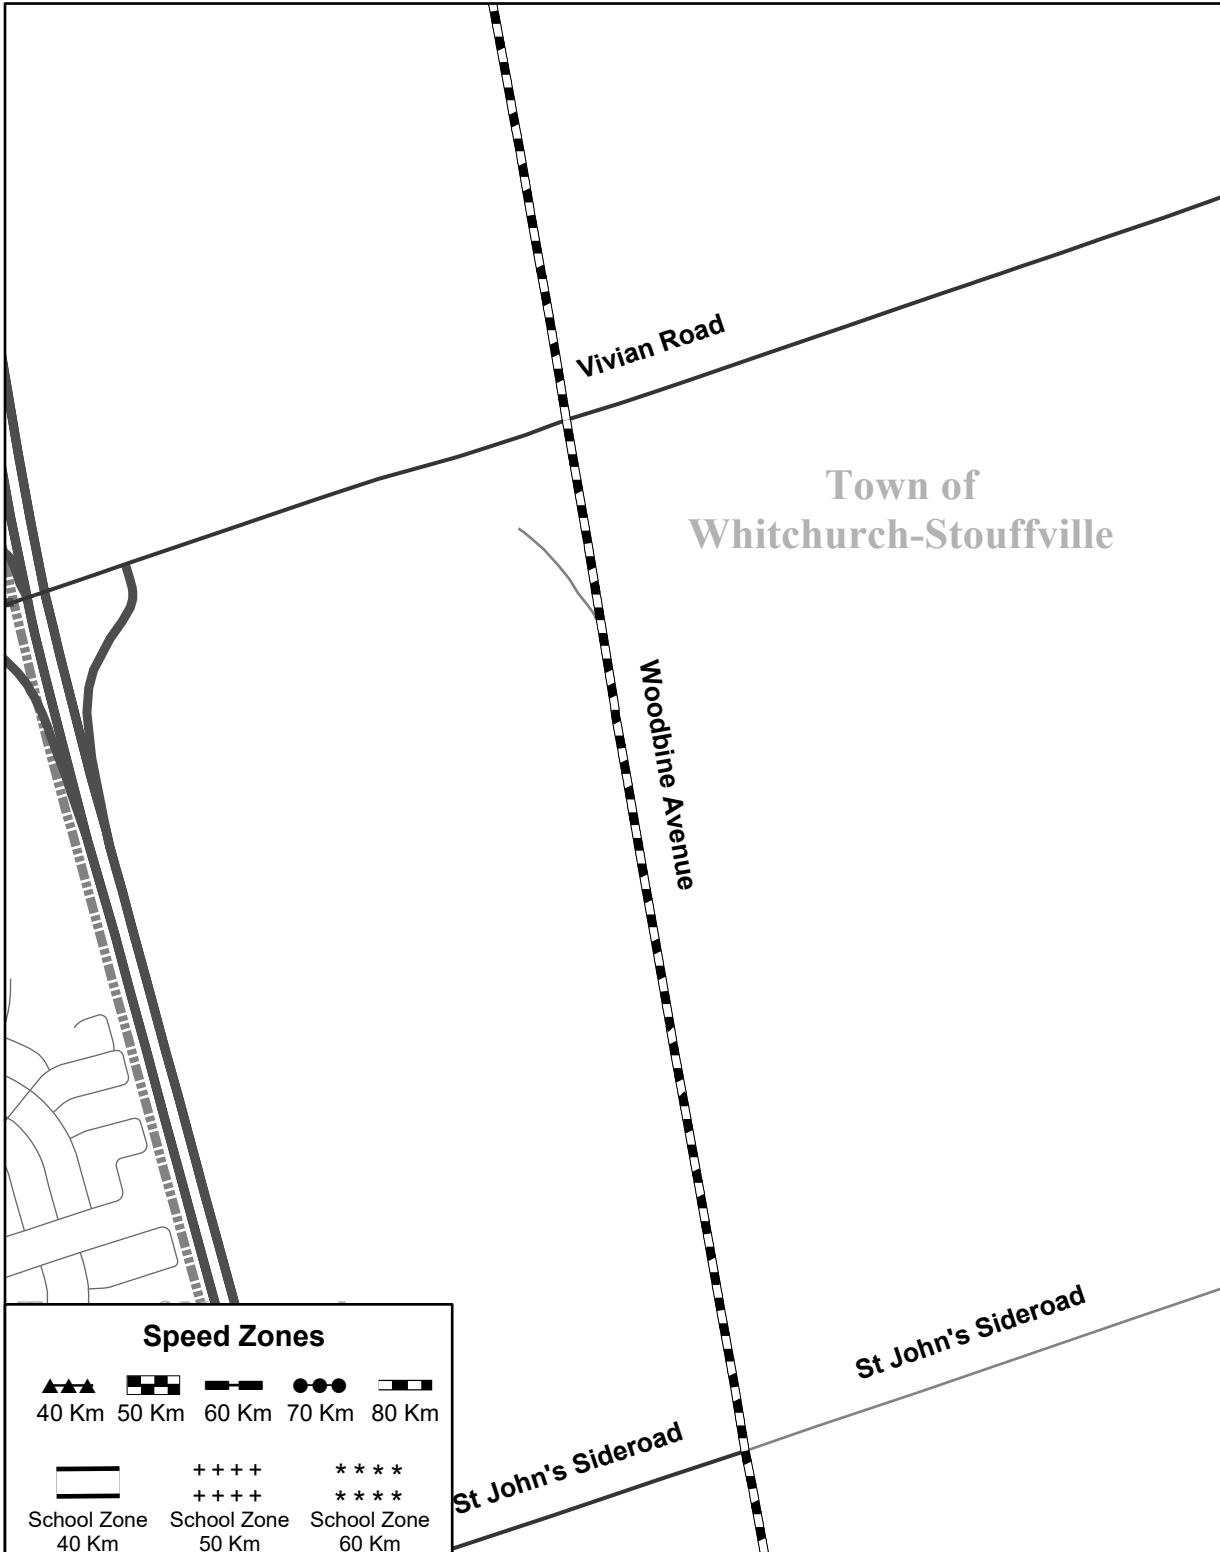 Vivian Road
Town of
Whitchurch-Stouffville
Woodbine Avenue
St John's Sideroad
St John's Sideroad
Speed Zones
40 Km 50 Km 60 Km 70 Km 80 Km
School Zone School Zone School Zone
40 Km 50 Km 60 Km